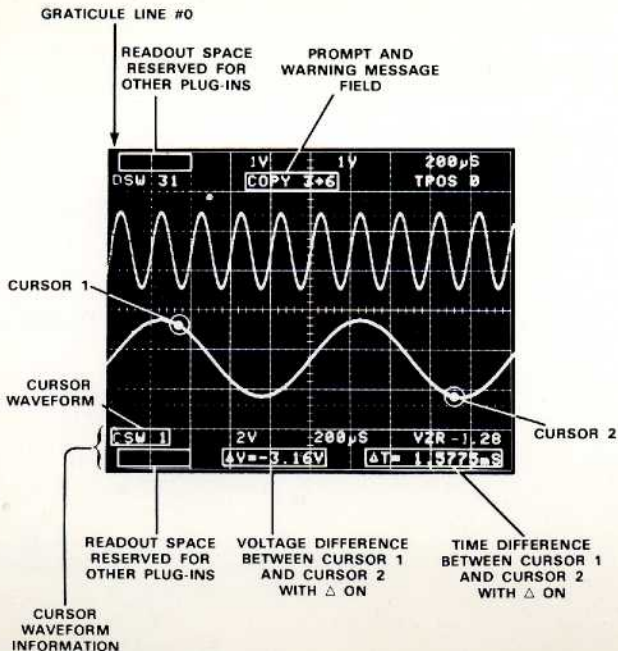 GRATICULE LINE #0
READOUT SPACE
RESERVED FOR
OTHER PLUG-INS
PROMPT AND
WARNING MESSAGE
FIELD
1V 1V 200µS
DSW 31 COPY 3→6 TPOS 0
CURSOR 1
CURSOR
WAVEFORM
CURSOR 2
CSW 1 2V 200µS VZR -1.28
ΔV=-3.16V ΔT= 1.5775mS
READOUT SPACE
RESERVED FOR
OTHER PLUG-INS
VOLTAGE DIFFERENCE
BETWEEN CURSOR 1
AND CURSOR 2
WITH △ ON
TIME DIFFERENCE
BETWEEN CURSOR 1
AND CURSOR 2
WITH △ ON
CURSOR
WAVEFORM
INFORMATION